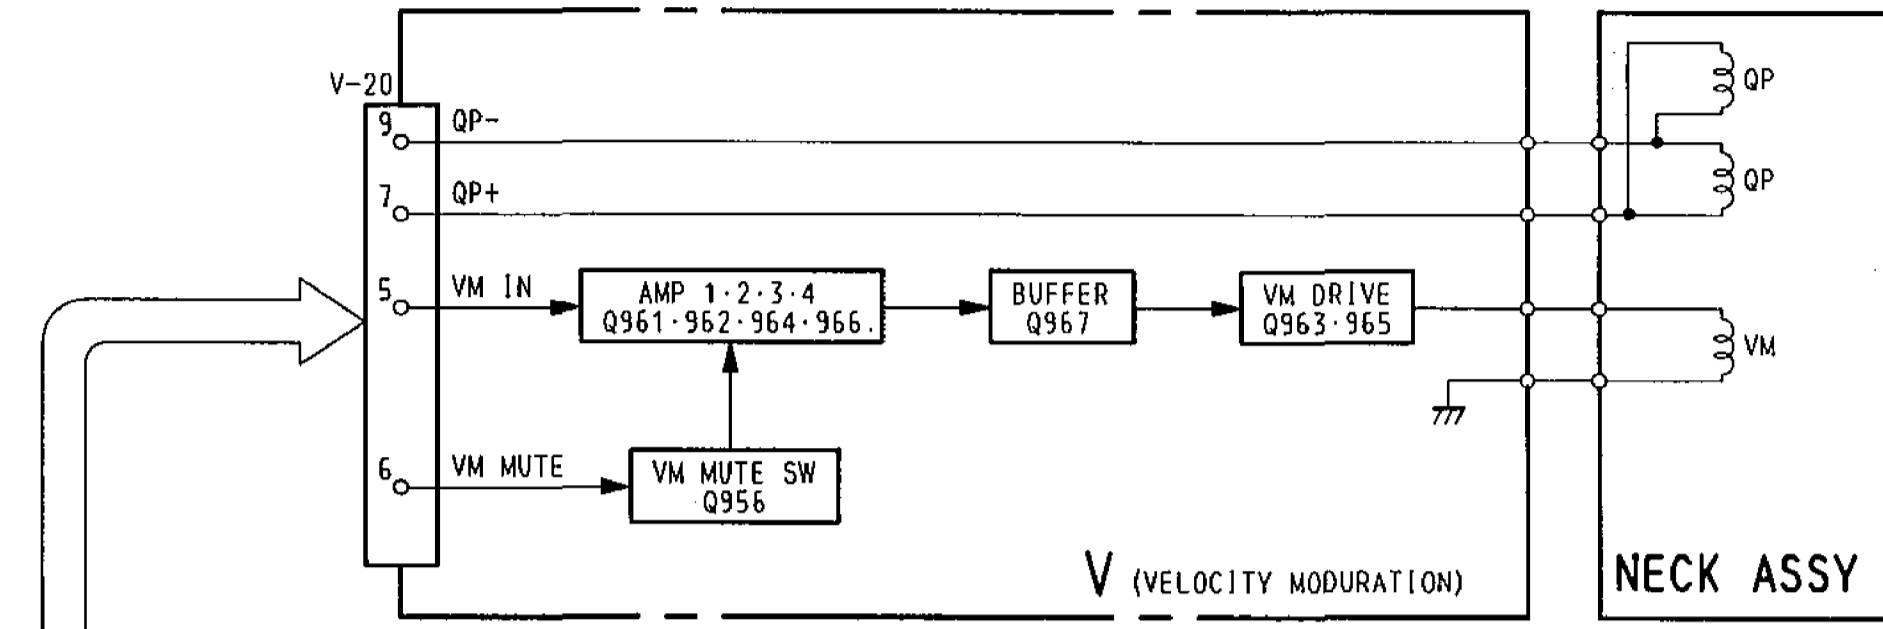 V-20
9 QP-
7 QP+
5 VM IN
6 VM MUTE
AMP 1·2·3·4
Q961·962·964·966.
BUFFER
Q967
VM DRIVE
Q963·965
VM MUTE SW
Q956
V (VELOCITY MODURATION)
QP
QP
VM
NECK ASSY